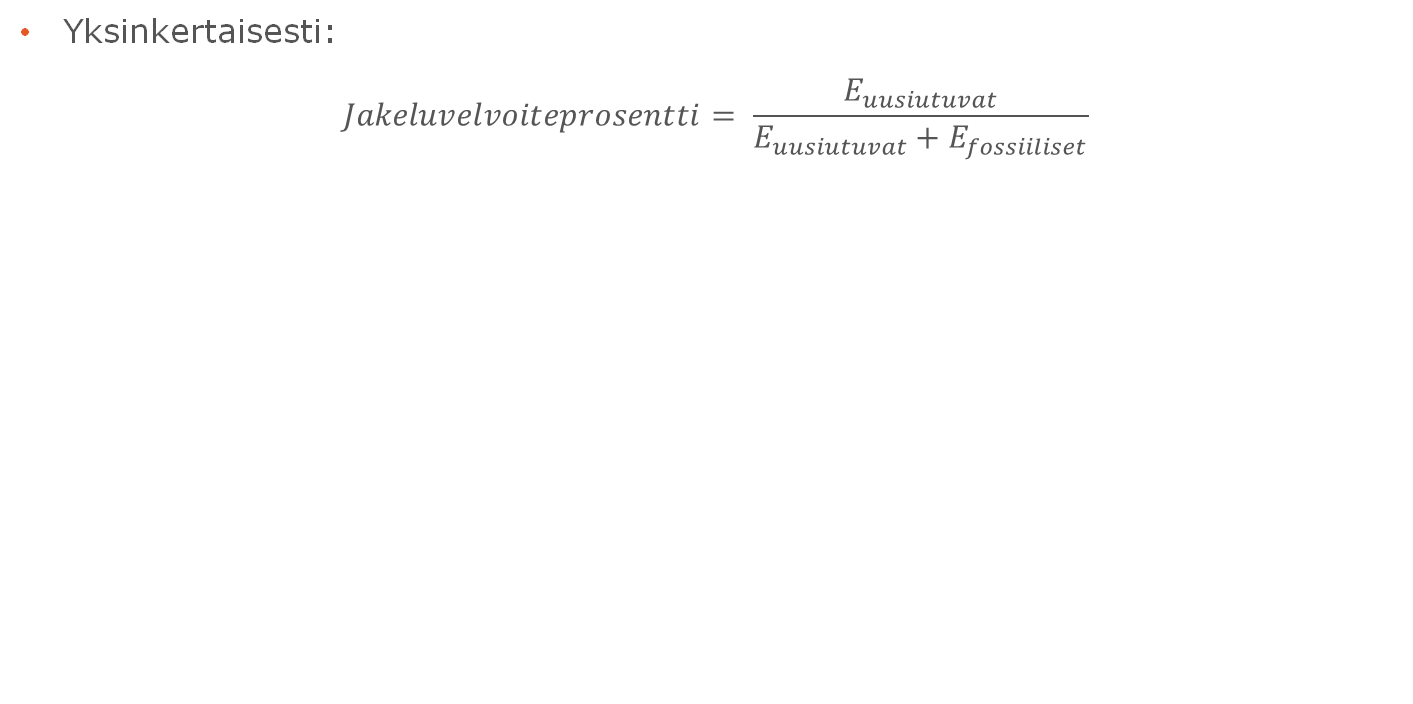 • Yksinkertaisesti:
Jakeluvelvoiteprosentti = E_uusiutuvat / (E_uusiutuvat + E_fossiiliset)